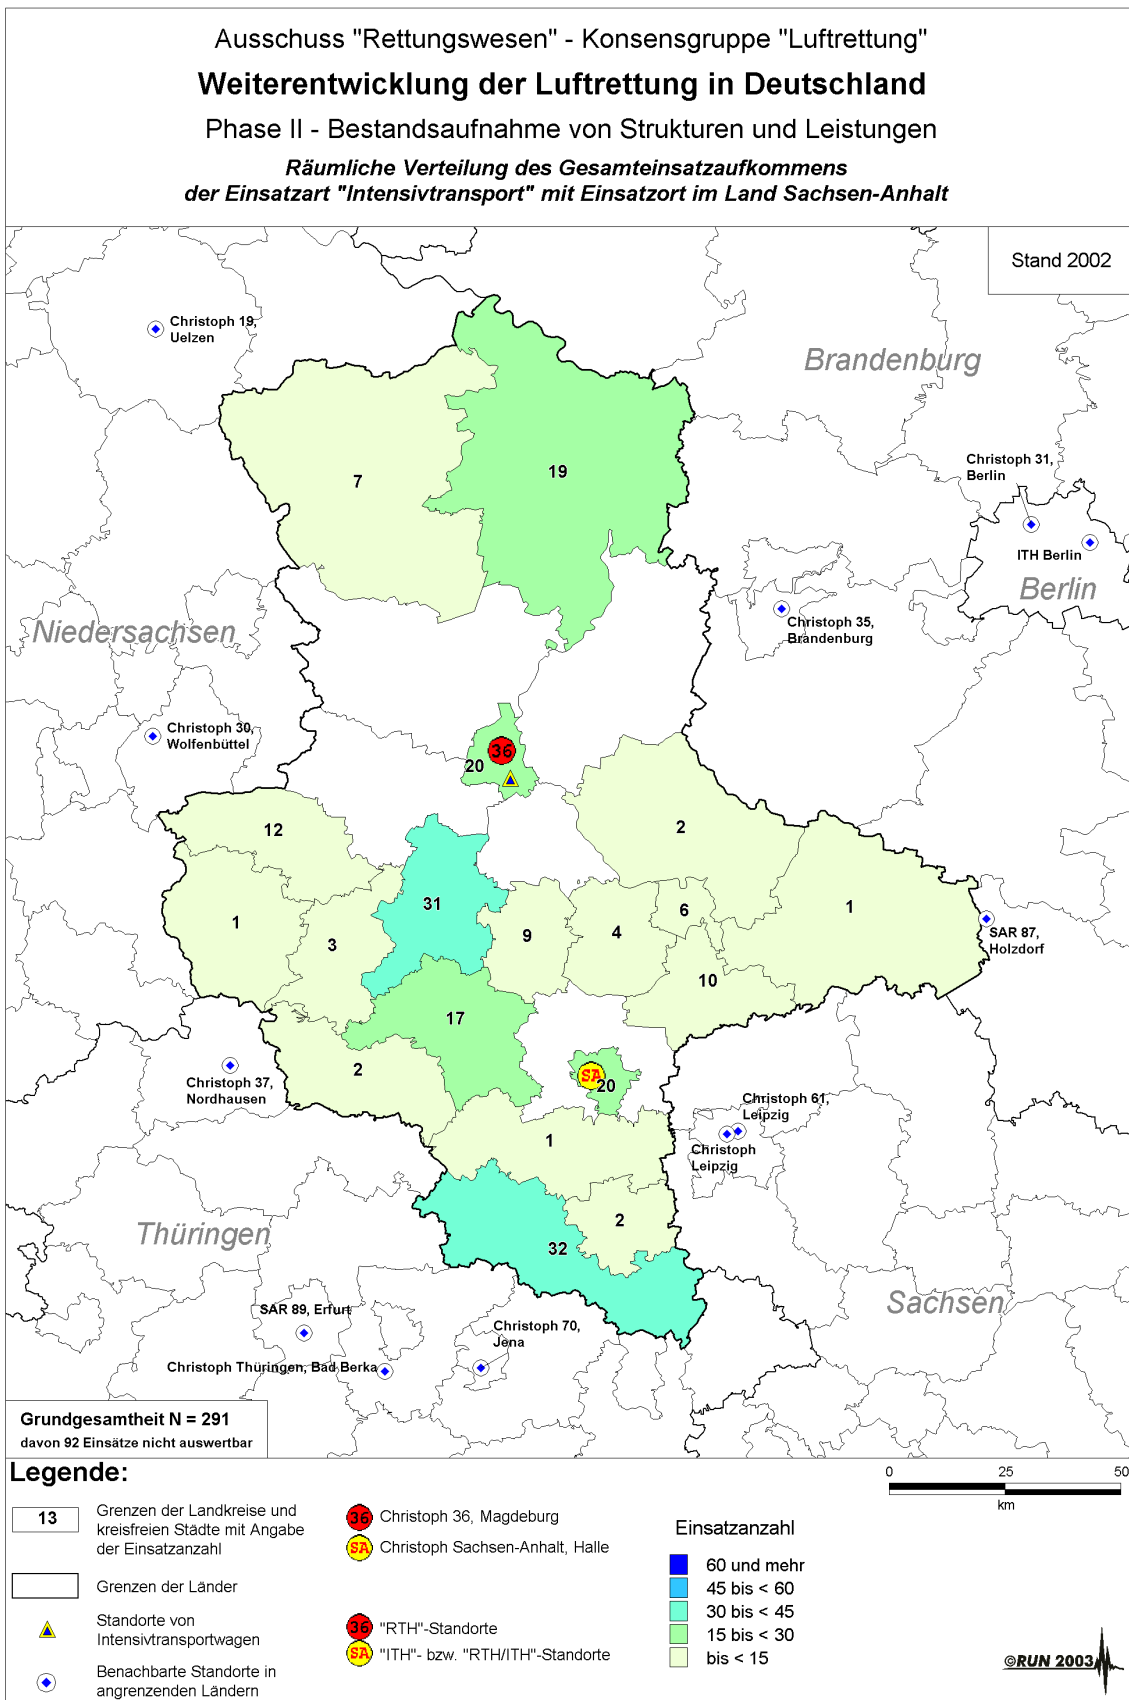 Ausschuss "Rettungswesen" - Konsensgruppe "Luftrettung"
Weiterentwicklung der Luftrettung in Deutschland
Phase II - Bestandsaufnahme von Strukturen und Leistungen
Räumliche Verteilung des Gesamteinsatzaufkommens
der Einsatzart "Intensivtransport" mit Einsatzort im Land Sachsen-Anhalt
Stand 2002
Christoph 19,
Uelzen
Brandenburg
Christoph 31,
Berlin
7
19
ITH Berlin
Berlin
Niedersachsen
Christoph 35,
Brandenburg
Christoph 30,
Wolfenbüttel
36
20
12
2
31
1
1
3
9
4
6
SAR 87,
Holzdorf
10
17
2
Christoph 37,
Nordhausen
SA
20
Christoph 61,
Leipzig
Christoph
Leipzig
1
Thüringen
2
32
Sachsen
SAR 89, Erfurt
Christoph 70,
Jena
Christoph Thüringen, Bad Berka
Grundgesamtheit N = 291
davon 92 Einsätze nicht auswertbar
Legende:
0 25 50
km
13
Grenzen der Landkreise und
kreisfreien Städte mit Angabe
der Einsatzanzahl
Grenzen der Länder
Standorte von
Intensivtransportwagen
Benachbarte Standorte in
angrenzenden Ländern
36 Christoph 36, Magdeburg
SA Christoph Sachsen-Anhalt, Halle
36 "RTH"-Standorte
SA "ITH"- bzw. "RTH/ITH"-Standorte
Einsatzanzahl
60 und mehr
45 bis < 60
30 bis < 45
15 bis < 30
bis < 15
©RUN 2003